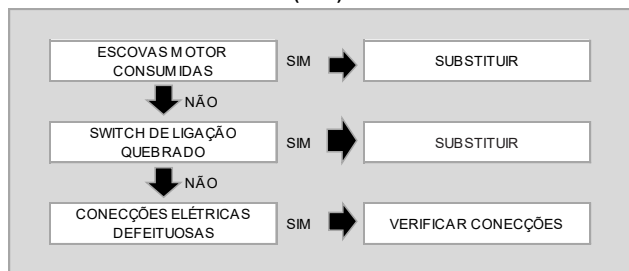 ESCOVAS MOTOR
CONSUMIDAS
SIM
SUBSTITUIR
NÃO
SWITCH DE LIGAÇÃO
QUEBRADO
SIM
SUBSTITUIR
NÃO
CONECÇÕES ELÉTRICAS
DEFEITUOSAS
SIM
VERIFICAR CONECÇÕES